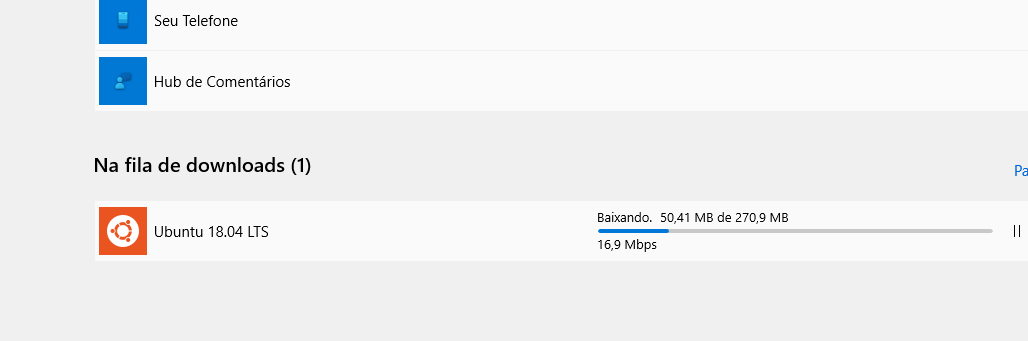 Seu Telefone
Hub de Comentários
Na fila de downloads (1)
Pa
Ubuntu 18.04 LTS
Baixando. 50,41 MB de 270,9 MB
16,9 Mbps